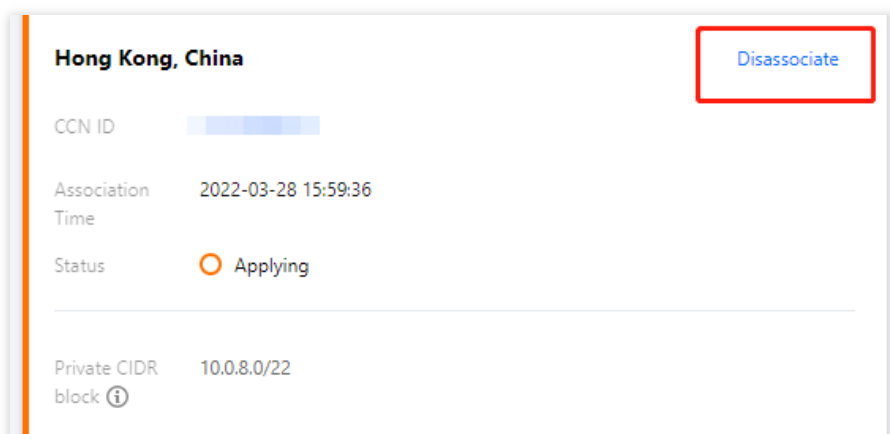 Hong Kong, China
Disassociate
CCN ID
Association Time
2022-03-28 15:59:36
Status
Applying
Private CIDR block
10.0.8.0/22